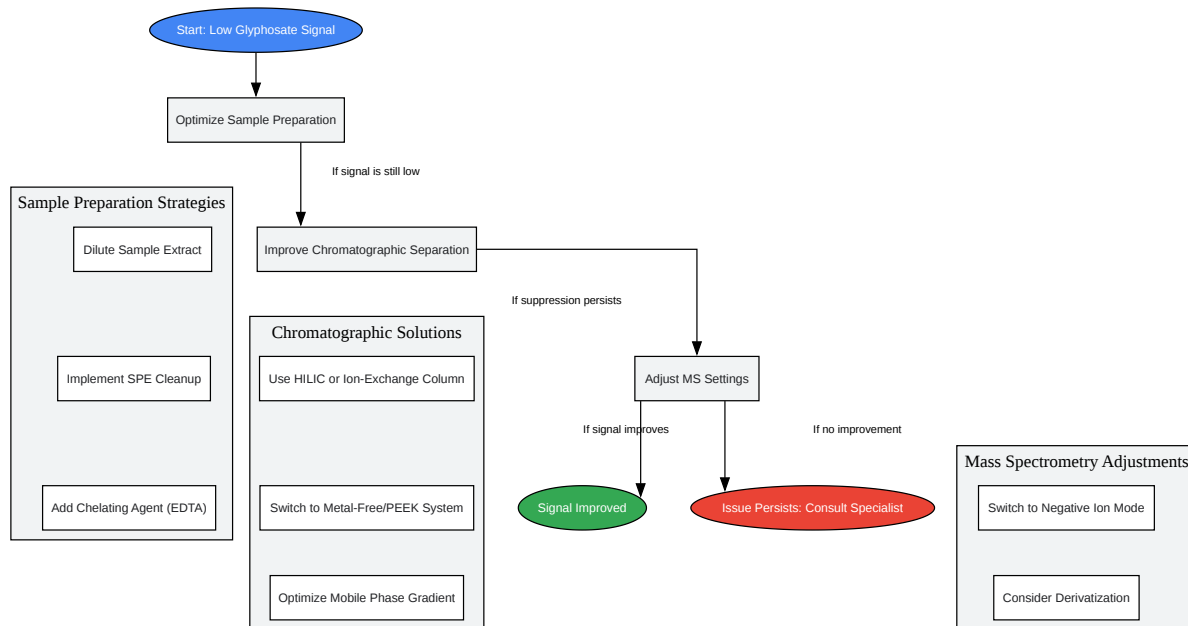 Start: Low Glyphosate Signal
Optimize Sample Preparation
If signal is still low
Sample Preparation Strategies
Dilute Sample Extract
Implement SPE Cleanup
Add Chelating Agent (EDTA)
Improve Chromatographic Separation
If suppression persists
Chromatographic Solutions
Use HILIC or Ion-Exchange Column
Switch to Metal-Free/PEEK System
Optimize Mobile Phase Gradient
Adjust MS Settings
If signal improves
If no improvement
Signal Improved
Issue Persists: Consult Specialist
Mass Spectrometry Adjustments
Switch to Negative Ion Mode
Consider Derivatization